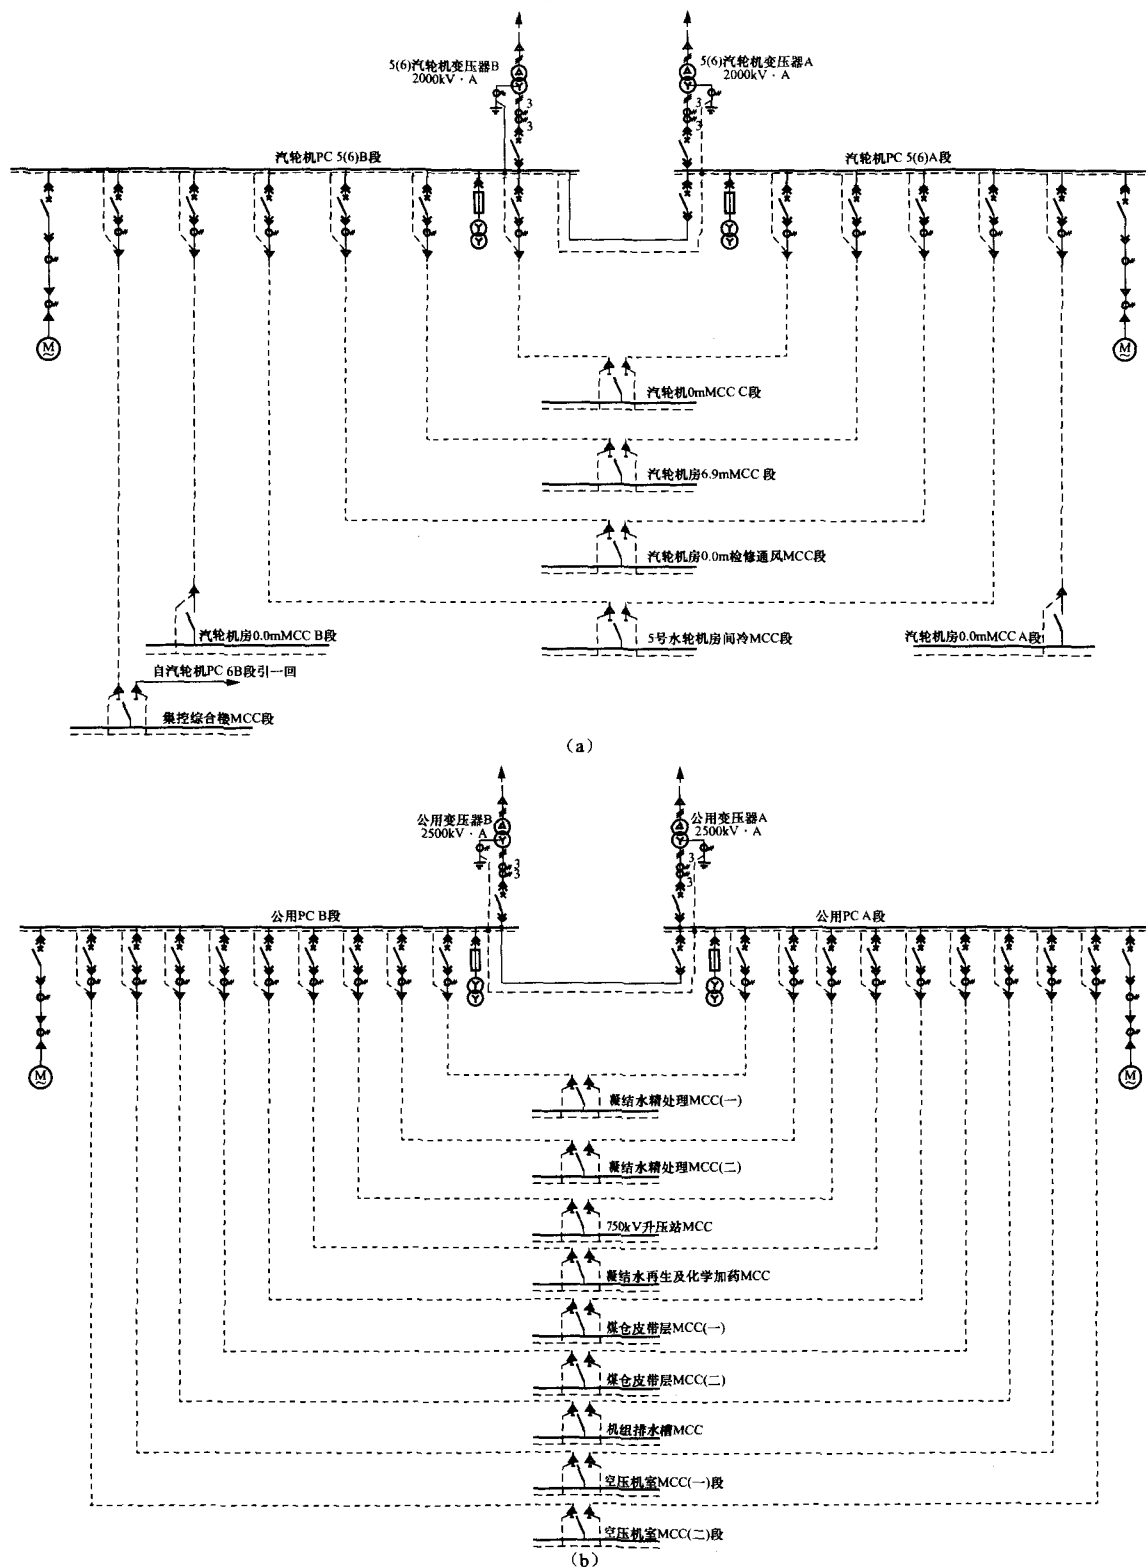 5(6)汽轮机变压器B
2000kV·A
5(6)汽轮机变压器A
2000kV·A
3
3
3
3
汽轮机PC 5(6)B段
汽轮机PC 5(6)A段
M
~
M
~
汽轮机0mMCC C段
汽轮机房6.9mMCC 段
汽轮机房0.0m检修通风MCC段
5号水轮机房间冷MCC段
汽轮机房0.0mMCC B段
汽轮机房0.0mMCC A段
自汽轮机PC 6B段引一回
集控综合楼MCC段
(a)
公用变压器B
2500kV·A
公用变压器A
2500kV·A
3
3
3
3
公用PC B段
公用PC A段
M
~
M
~
凝结水精处理MCC(一)
凝结水精处理MCC(二)
750kV升压站MCC
凝结水再生及化学加药MCC
煤仓皮带层MCC(一)
煤仓皮带层MCC(二)
机组排水槽MCC
空压机室MCC(一)段
空压机室MCC(二)段
(b)